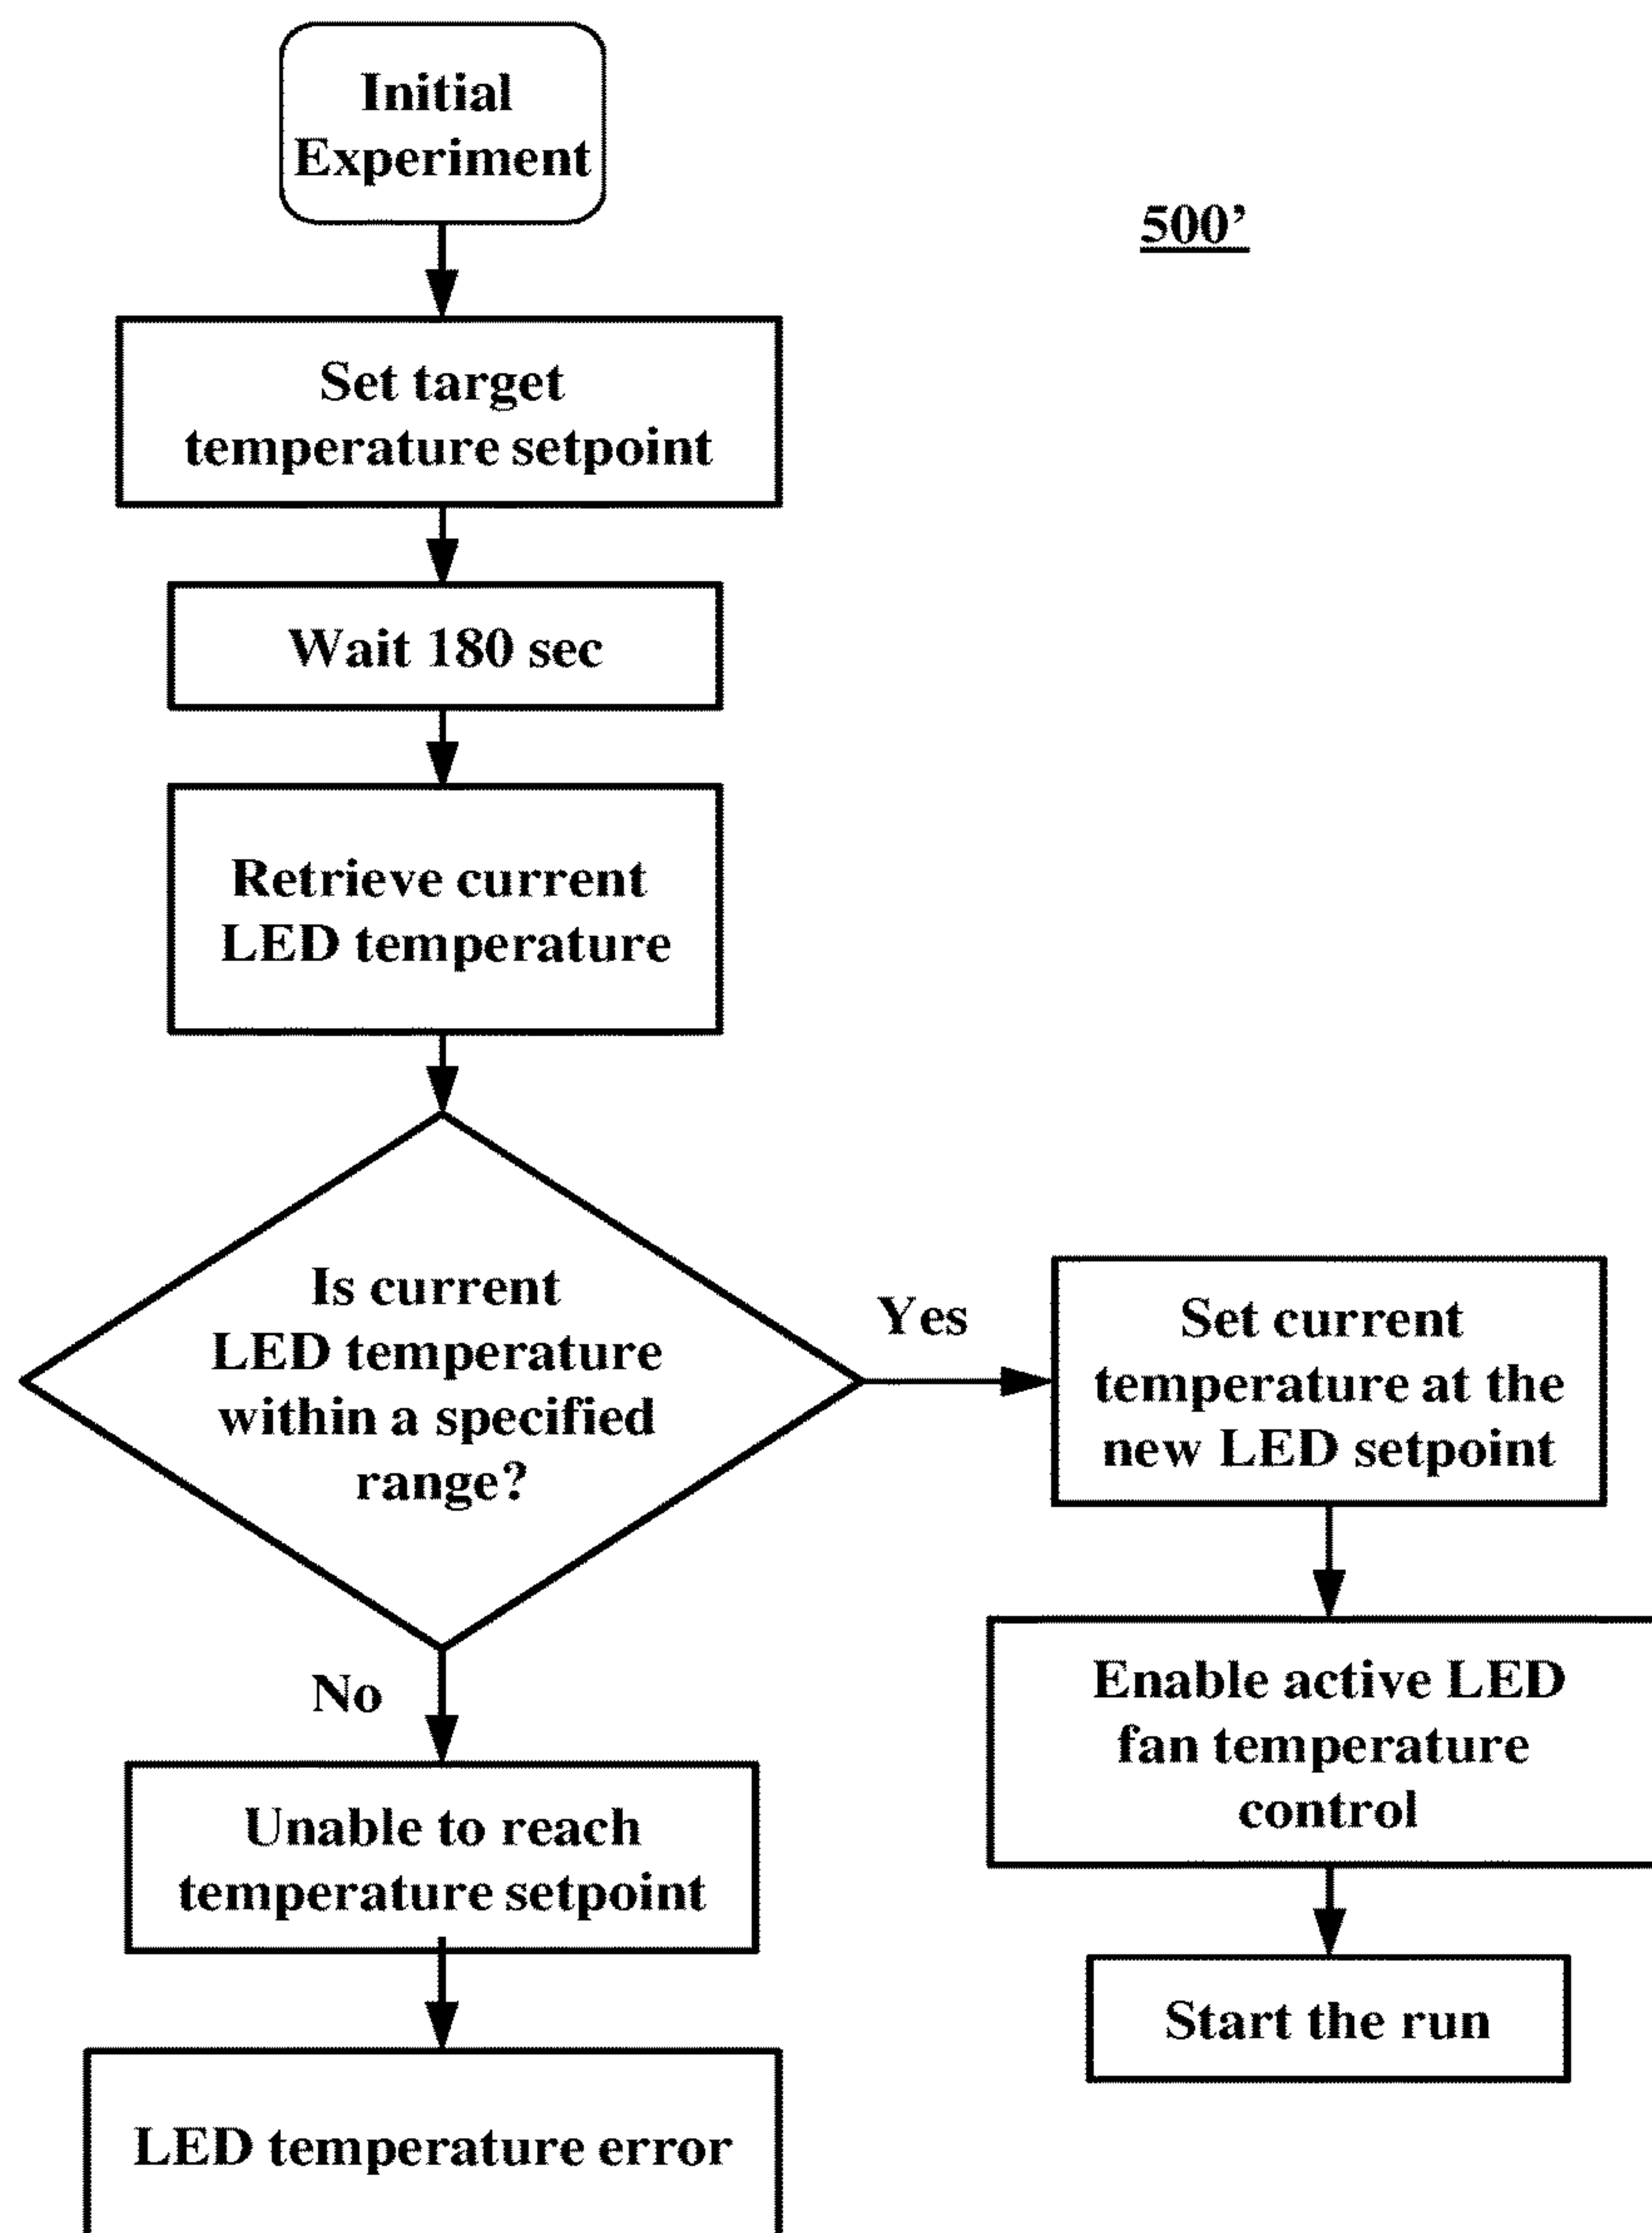 Initial
Experiment
500’
Set target
temperature setpoint
Wait 180 sec
Retrieve current
LED temperature
Is current
LED temperature
within a specified
range?
Yes
Set current
temperature at the
new LED setpoint
No
Enable active LED
fan temperature
control
Unable to reach
temperature setpoint
Start the run
LED temperature error